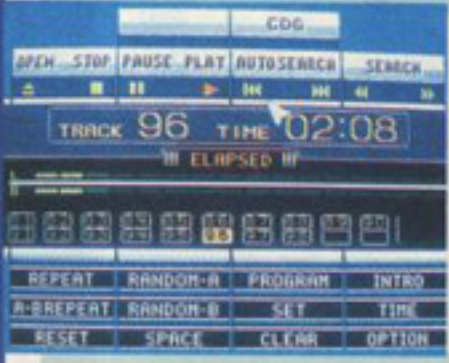 CDG
OPEN STOP PAUSE PLAY AUTOSEARCH SEARCH
TRACK 96 TIME 02:08
ELAPSED
REPEAT RANDOM-A PROGRAM INTRO
A-BREPEAT RANDOM-B SET TIME
RESET SPACE CLEAR OPTION